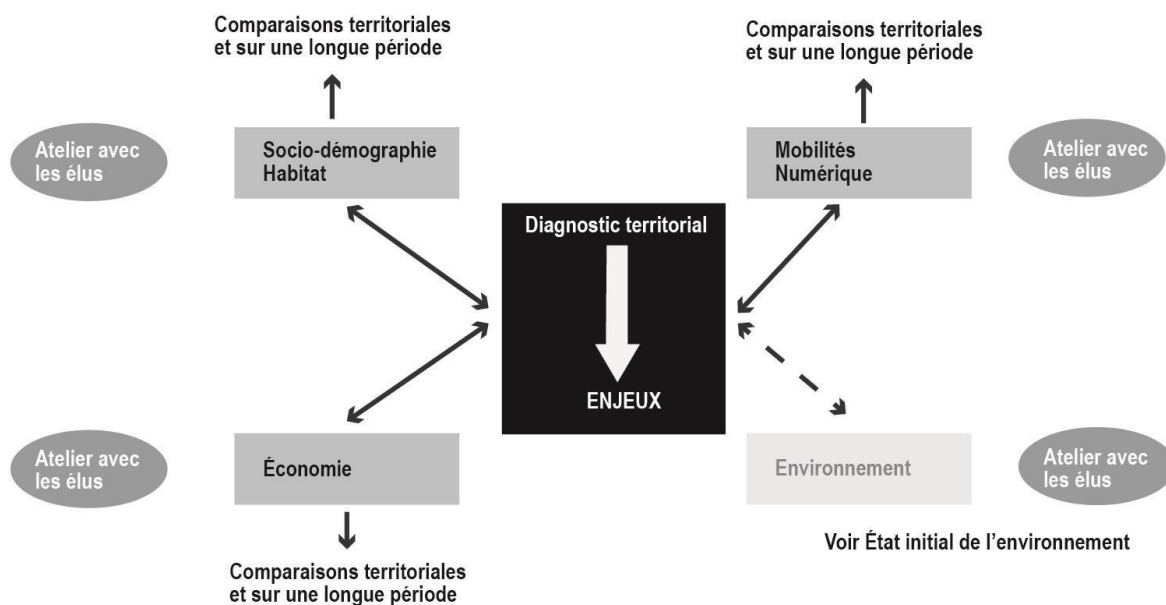 Comparaisons territoriales
et sur une longue période
Comparaisons territoriales
et sur une longue période
Atelier avec
les élus
Socio-démographie
Habitat
Mobilités
Numérique
Atelier avec
les élus
Diagnostic territorial
ENJEUX
Atelier avec
les élus
Économie
Environnement
Atelier avec
les élus
Voir État initial de l’environnement
Comparaisons territoriales
et sur une longue période